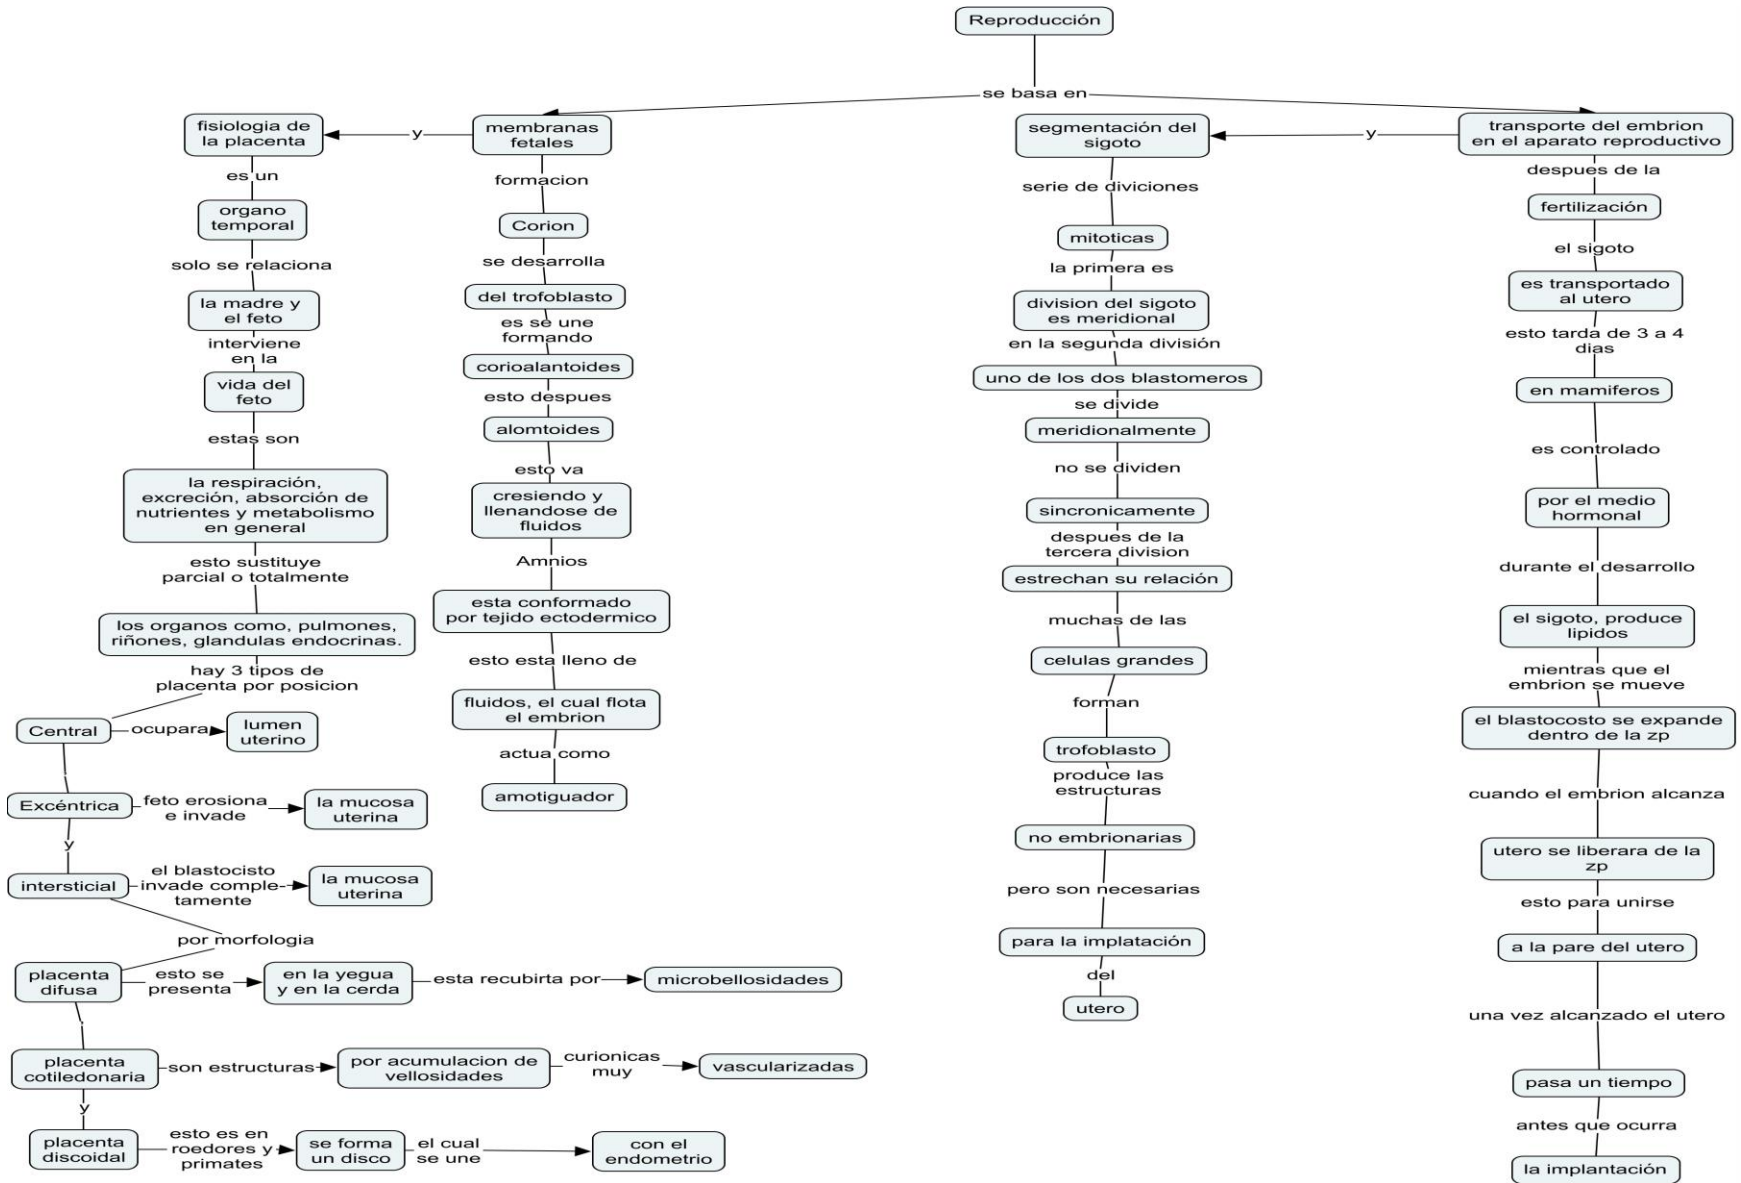 Reproducción
se basa en
fisiologia de
la placenta
y
membranas
fetales
segmentación del
sigoto
y
transporte del embrion
en el aparato reproductivo
es un
organo
temporal
solo se relaciona
la madre y
el feto
interviene
en la
vida del
feto
estas son
la respiración,
excreción, absorción de
nutrientes y metabolismo
en general
esto sustituye
parcial o totalmente
los organos como, pulmones,
riñones, glandulas endocrinas.
hay 3 tipos de
placenta por posicion
Central
ocupara
lumen
uterino
,
Excéntrica
feto erosiona
e invade
la mucosa
uterina
y
intersticial
el blastocisto
invade comple-
tamente
la mucosa
uterina
por morfologia
placenta
difusa
esto se
presenta
en la yegua
y en la cerda
esta recubirta por
microbellosidades
,
placenta
cotiledonaria
son estructuras
por acumulacion de
vellosidades
curionicas
muy
vascularizadas
y
placenta
discoidal
esto es en
roedores y
primates
se forma
un disco
el cual
se une
con el
endometrio
formacion
Corion
se desarrolla
del trofoblasto
es se une
formando
corioalantoides
esto despues
alomtoides
esto va
cresiendo y
llenandose de
fluidos
Amnios
esta conformado
por tejido ectodermico
esto esta lleno de
fluidos, el cual flota
el embrion
actua como
amotiguador
serie de diviciones
mitoticas
la primera es
division del sigoto
es meridional
en la segunda división
uno de los dos blastomeros
se divide
meridionalmente
no se dividen
sincronicamente
despues de la
tercera division
estrechan su relación
muchas de las
celulas grandes
forman
trofoblasto
produce las
estructuras
no embrionarias
pero son necesarias
para la implatación
del
utero
despues de la
fertilización
el sigoto
es transportado
al utero
esto tarda de 3 a 4
dias
en mamiferos
es controlado
por el medio
hormonal
durante el desarrollo
el sigoto, produce
lipidos
mientras que el
embrion se mueve
el blastocosto se expande
dentro de la zp
cuando el embrion alcanza
utero se liberara de la
zp
esto para unirse
a la pare del utero
una vez alcanzado el utero
pasa un tiempo
antes que ocurra
la implantación